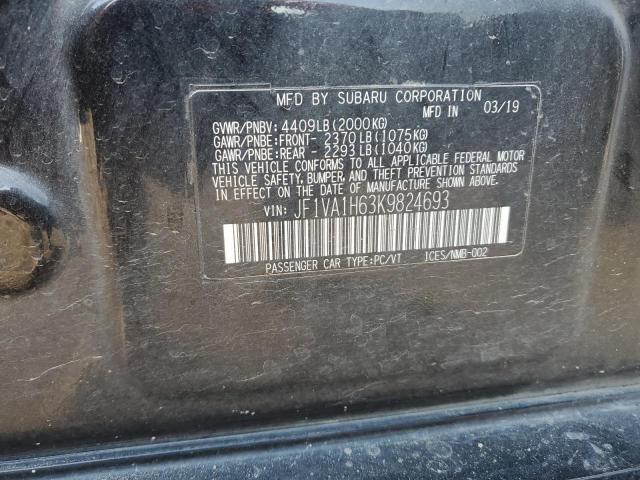 MFD BY SUBARU CORPORATION
MFD IN 03/19
GVWR/PNBV: 4409LB(2000KG)
GAWR/PNBE:FRONT- 2370LB(1075KG)
GAWR/PNBE:REAR - 2293LB(1040KG)
THIS VEHICLE CONFORMS TO ALL APPLICABLE FEDERAL MOTOR
VEHICLE SAFETY, BUMPER, AND THEFT PREVENTION STANDARDS
IN EFFECT ON THE DATE OF MANUFACTURE SHOWN ABOVE.
VIN: JF1VA1H63K9824693
PASSENGER CAR TYPE:PC/VT ICES/NMB-002